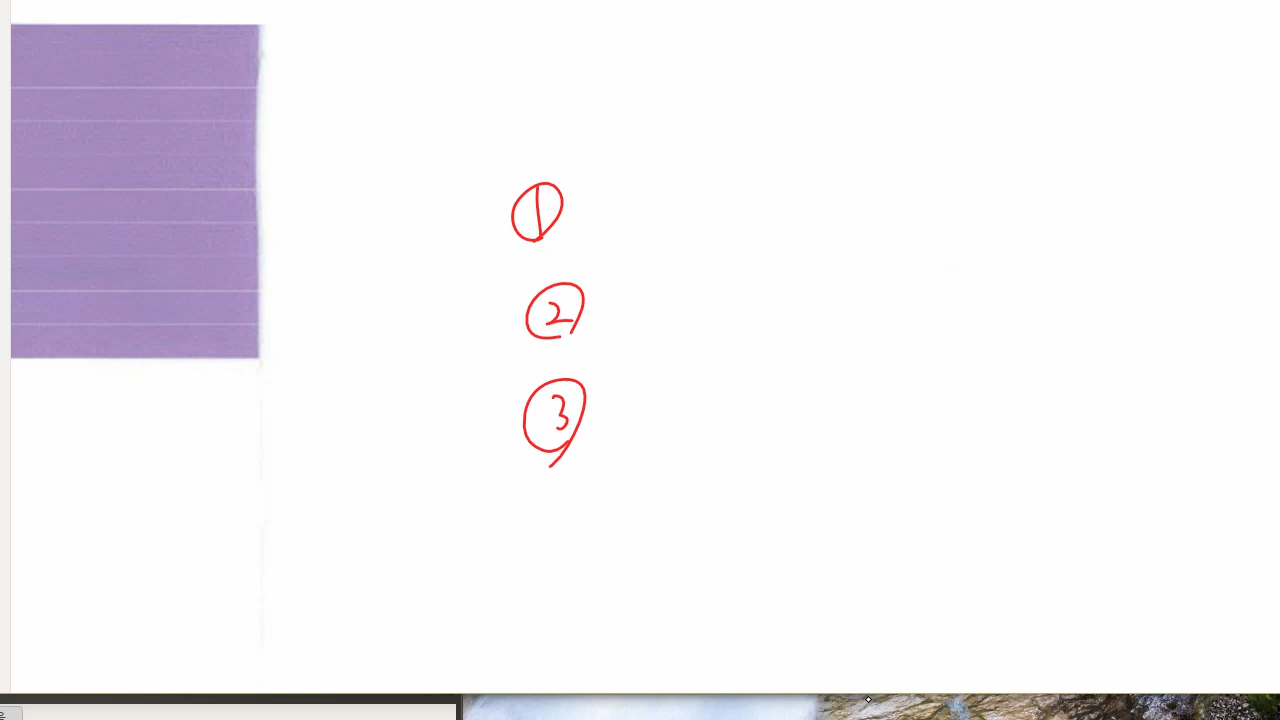 ①
②
③